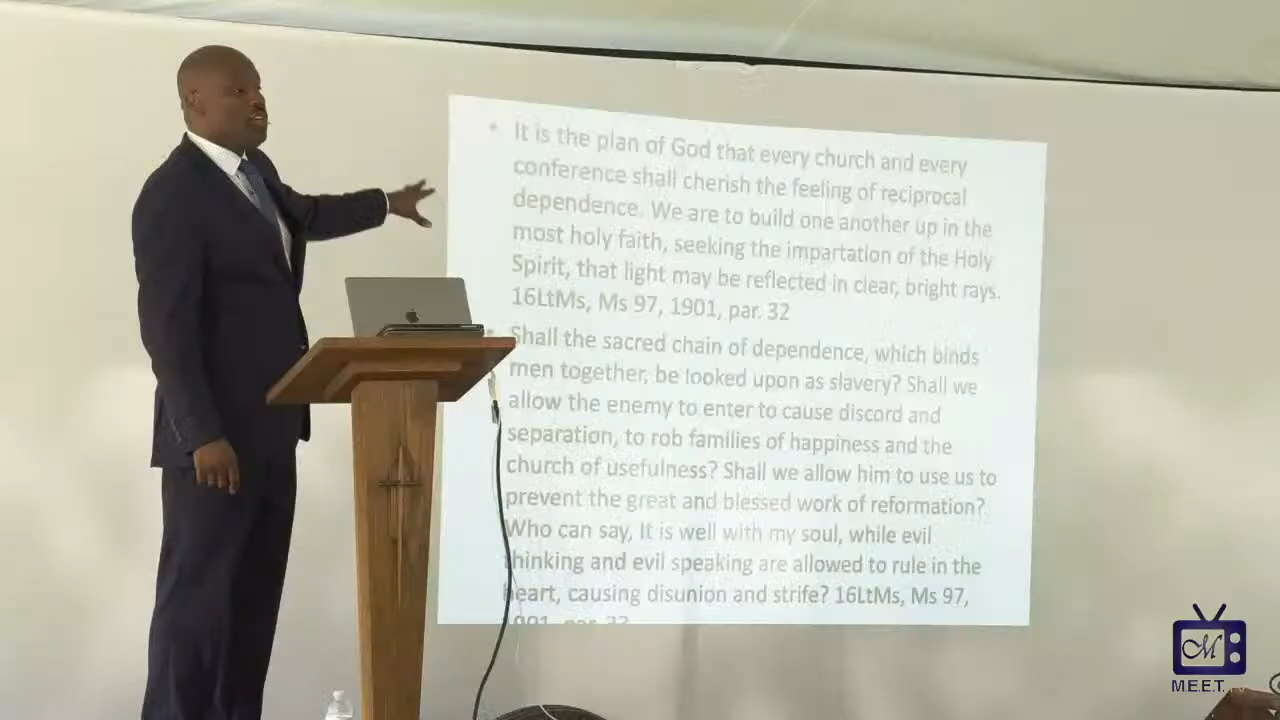 • It is the plan of God that every church and every
conference shall cherish the feeling of reciprocal
dependence. We are to build one another up in the
most holy faith, seeking the impartation of the Holy
Spirit, that light may be reflected in clear, bright rays.
16LtMs, Ms 97, 1901, par. 32
• Shall the sacred chain of dependence, which binds
men together, be looked upon as slavery? Shall we
allow the enemy to enter to cause discord and
separation, to rob families of happiness and the
church of usefulness? Shall we allow him to use us to
prevent the great and blessed work of reformation?
Who can say, It is well with my soul, while evil
thinking and evil speaking are allowed to rule in the
heart, causing disunion and strife? 16LtMs, Ms 97,
M
M.E.E.T.TV